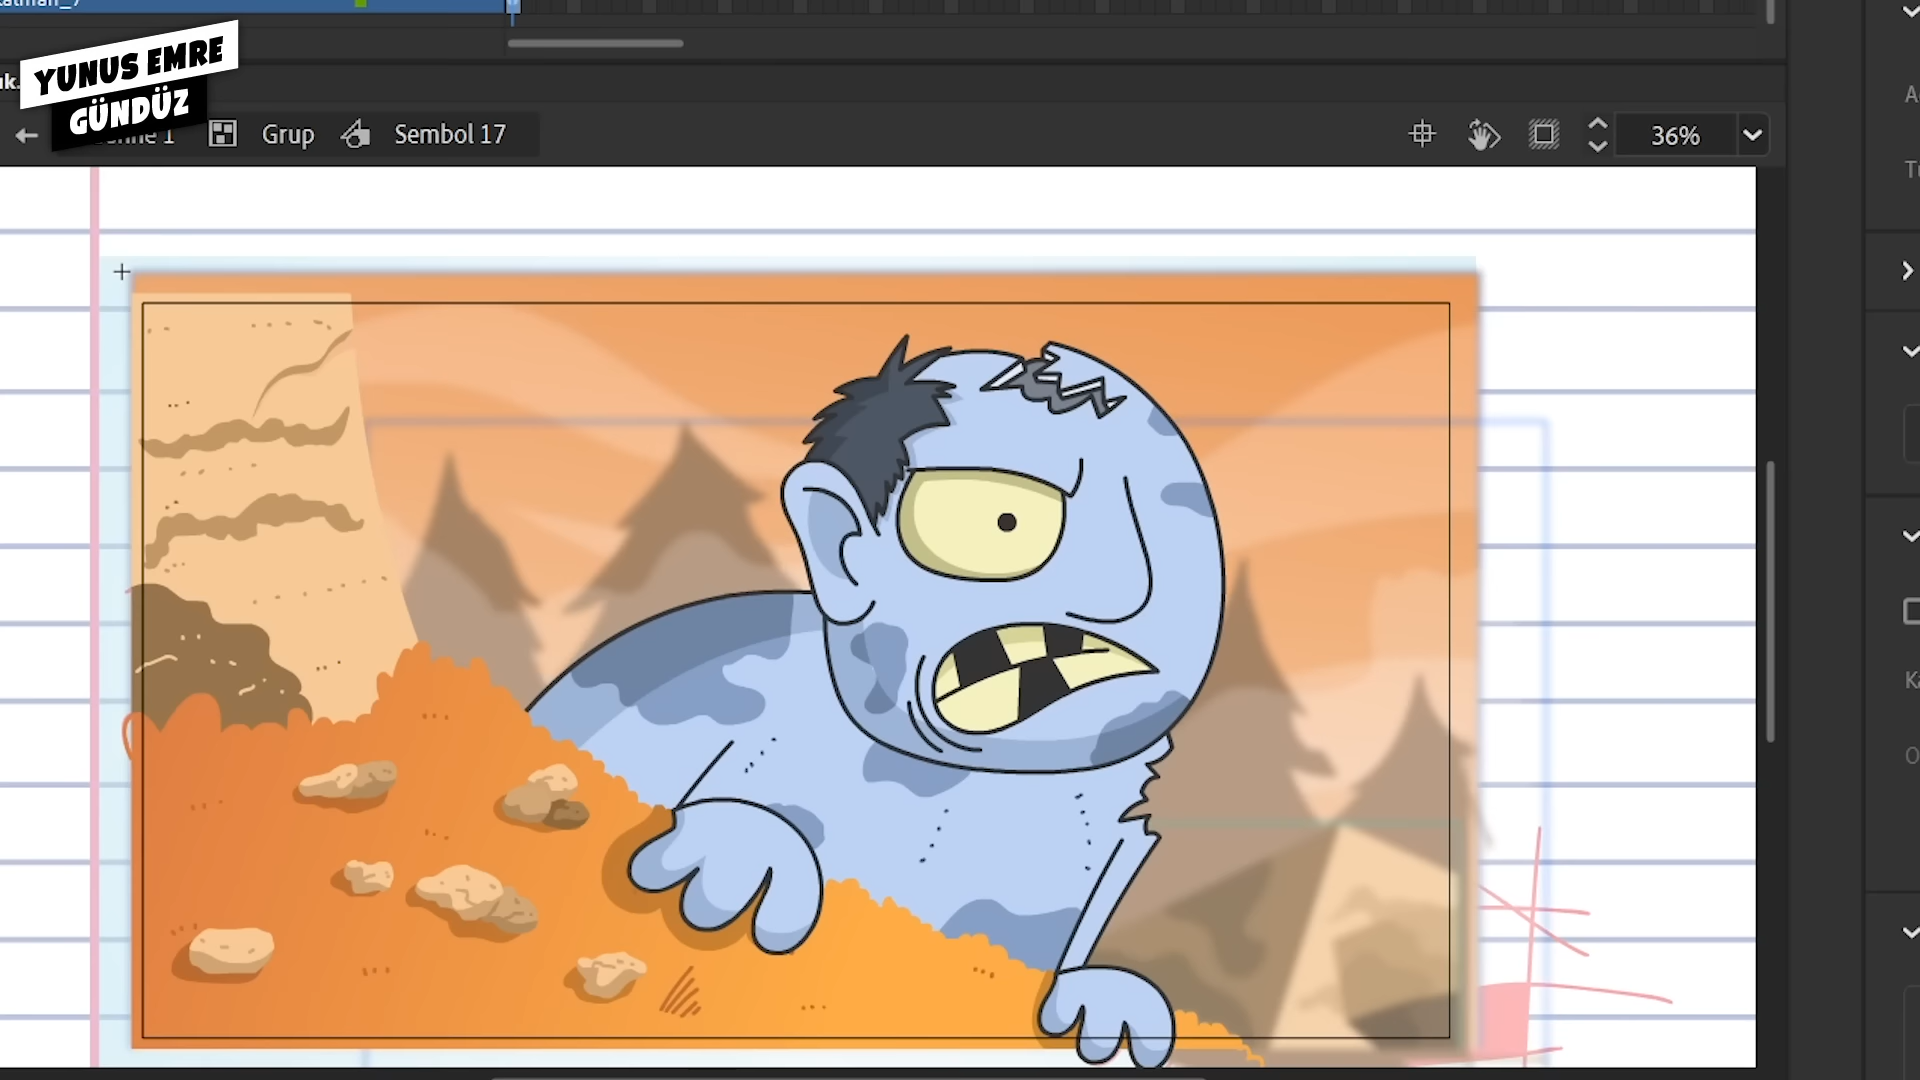 YUNUS EMRE
GÜNDÜZ
Grup
Sembol 17
36%